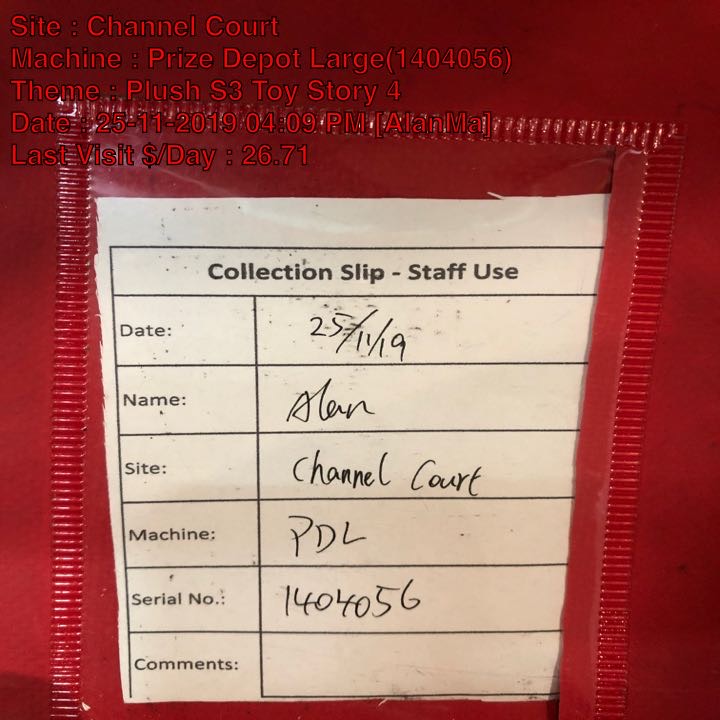 Site : Channel Court
Machine : Prize Depot Large(1404056)
Theme : Plush S3 Toy Story 4
Date : 25-11-2019 04:09 PM [AlanMa]
Last Visit $/Day : 26.71
Collection Slip - Staff Use
Date: 25/11/19
Name: Alan
Site: Channel Court
Machine: PDL
Serial No.: 1404056
Comments: